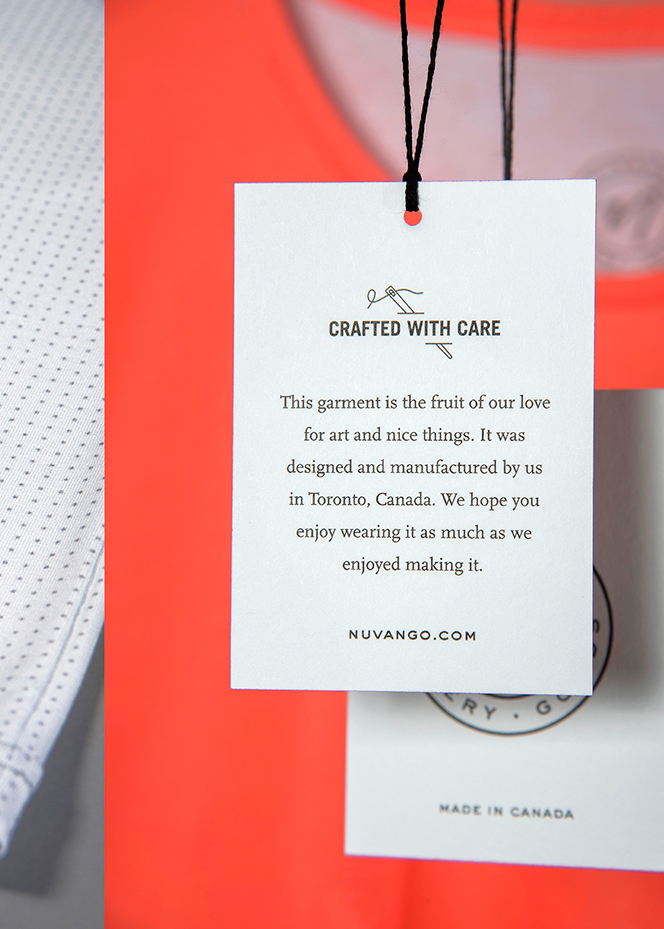 CRAFTED WITH CARE
This garment is the fruit of our love
for art and nice things. It was
designed and manufactured by us
in Toronto, Canada. We hope you
enjoy wearing it as much as we
enjoyed making it.
NUVANGO.COM
MADE IN CANADA